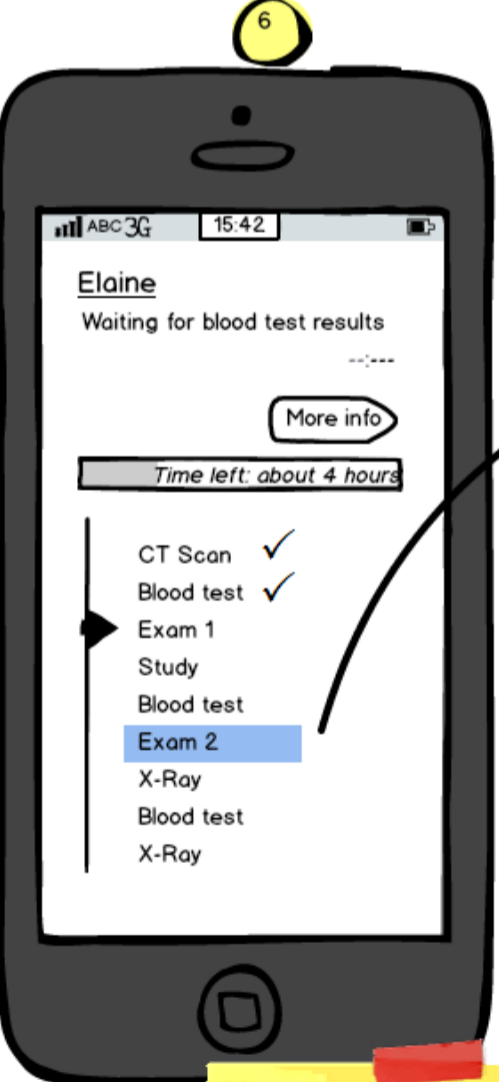 6
ABC 3G 15:42
Elaine
Waiting for blood test results
--:---
More info
Time left: about 4 hours
CT Scan ✓
Blood test ✓
Exam 1
Study
Blood test
Exam 2
X-Ray
Blood test
X-Ray